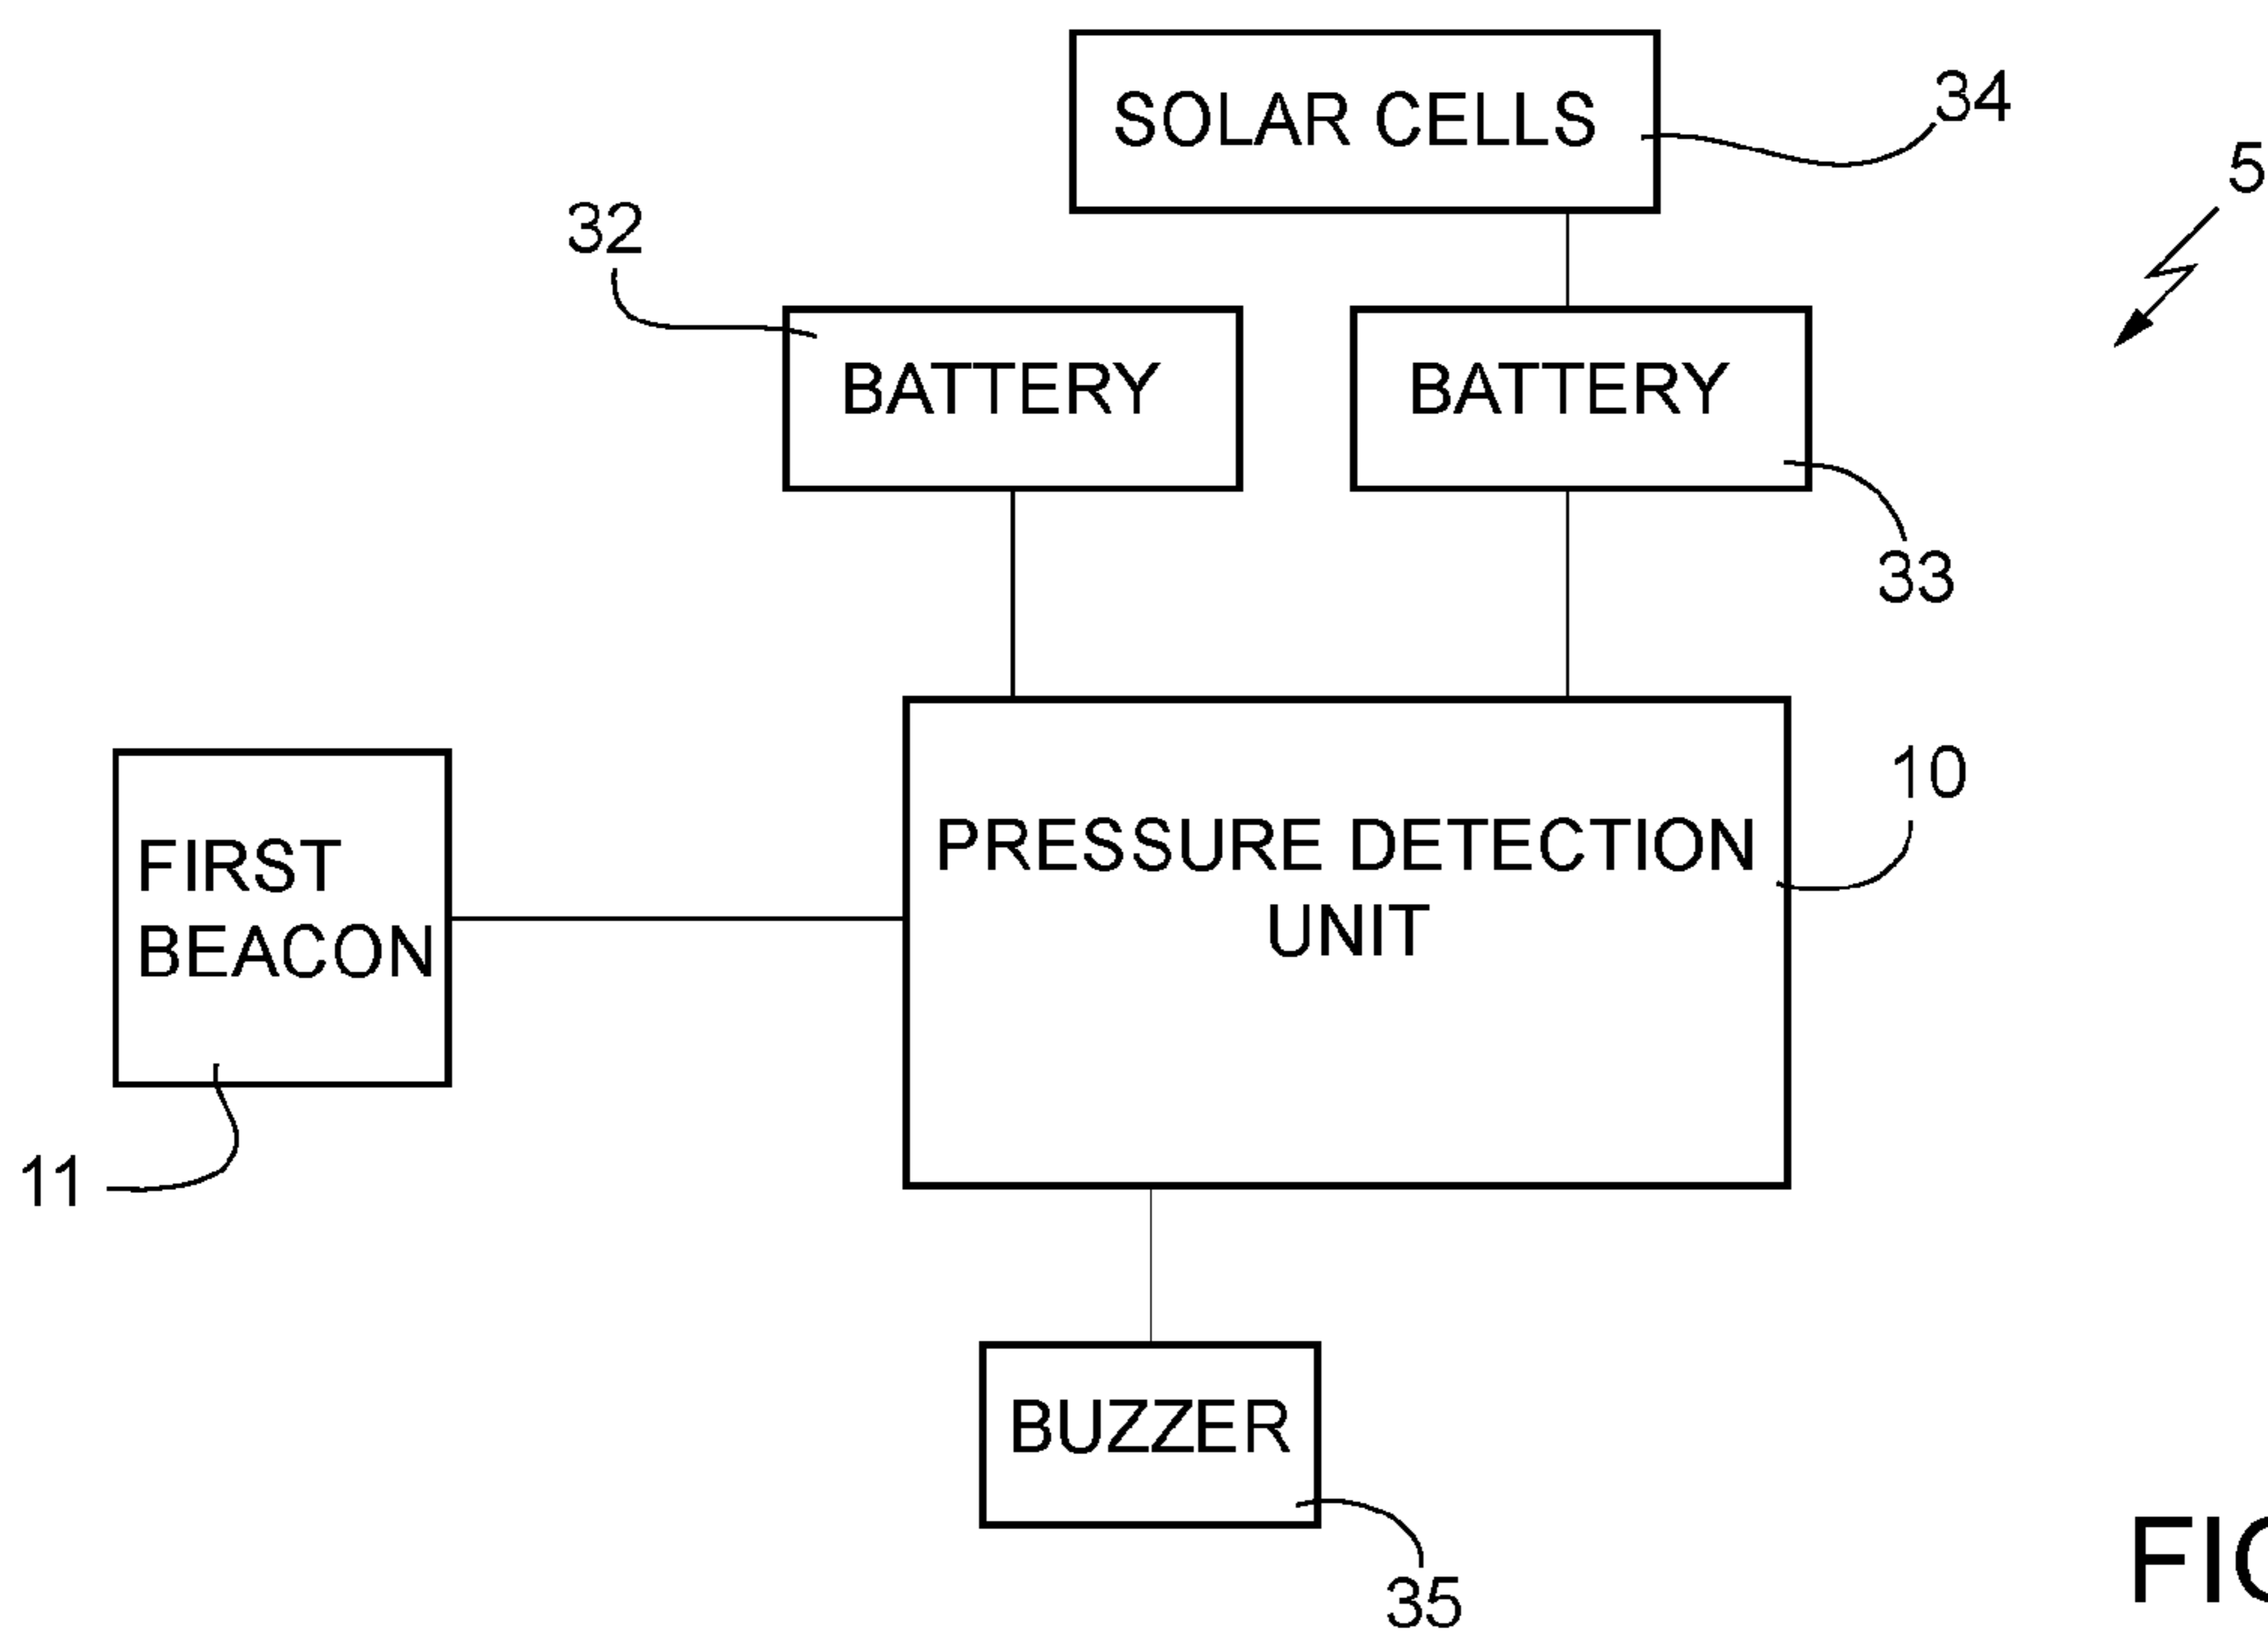 SOLAR CELLS
34
5
32
BATTERY
BATTERY
33
10
PRESSURE DETECTION
UNIT
FIRST
BEACON
11
BUZZER
35